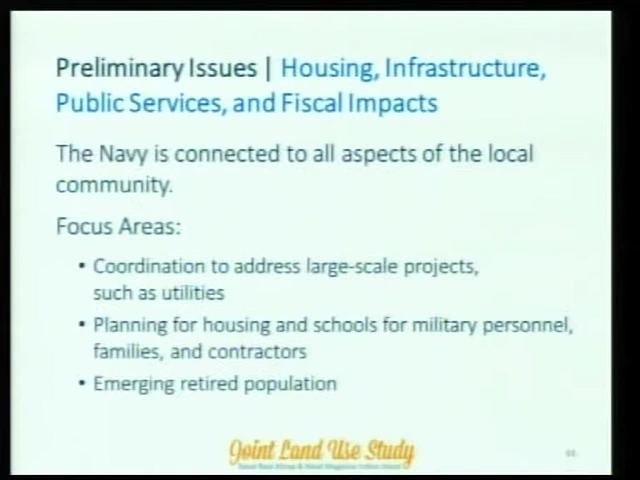 Preliminary Issues | Housing, Infrastructure,
Public Services, and Fiscal Impacts
The Navy is connected to all aspects of the local
community.
Focus Areas:
• Coordination to address large-scale projects,
such as utilities
• Planning for housing and schools for military personnel,
families, and contractors
• Emerging retired population
Joint Land Use Study